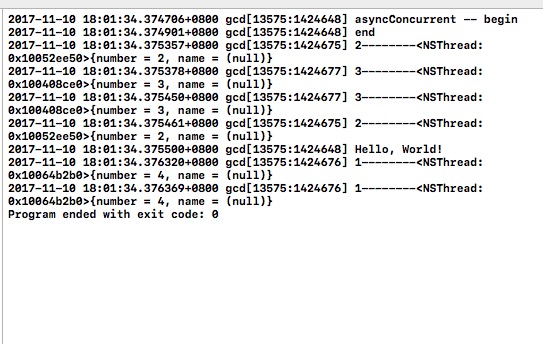 2017-11-10 18:01:34.374706+0800 gcd[13575:1424648] asyncConcurrent -- begin
2017-11-10 18:01:34.374901+0800 gcd[13575:1424648] end
2017-11-10 18:01:34.375357+0800 gcd[13575:1424675] 2--------<NSThread:
0x10052ee50>{number = 2, name = (null)}
2017-11-10 18:01:34.375378+0800 gcd[13575:1424677] 3--------<NSThread:
0x100408ce0>{number = 3, name = (null)}
2017-11-10 18:01:34.375450+0800 gcd[13575:1424677] 3--------<NSThread:
0x100408ce0>{number = 3, name = (null)}
2017-11-10 18:01:34.375461+0800 gcd[13575:1424675] 2--------<NSThread:
0x10052ee50>{number = 2, name = (null)}
2017-11-10 18:01:34.375500+0800 gcd[13575:1424648] Hello, World!
2017-11-10 18:01:34.376320+0800 gcd[13575:1424676] 1--------<NSThread:
0x10064b2b0>{number = 4, name = (null)}
2017-11-10 18:01:34.376369+0800 gcd[13575:1424676] 1--------<NSThread:
0x10064b2b0>{number = 4, name = (null)}
Program ended with exit code: 0